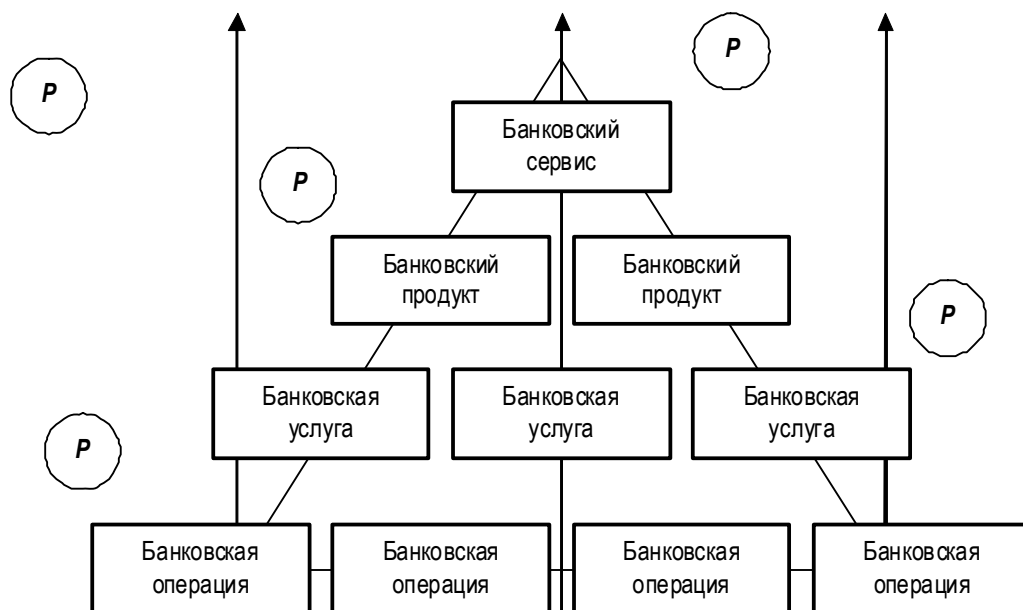 P
P
Банковский
сервис
P
Банковский
продукт
Банковский
продукт
P
Банковская
услуга
Банковская
услуга
Банковская
услуга
P
Банковская
операция
Банковская
операция
Банковская
операция
Банковская
операция